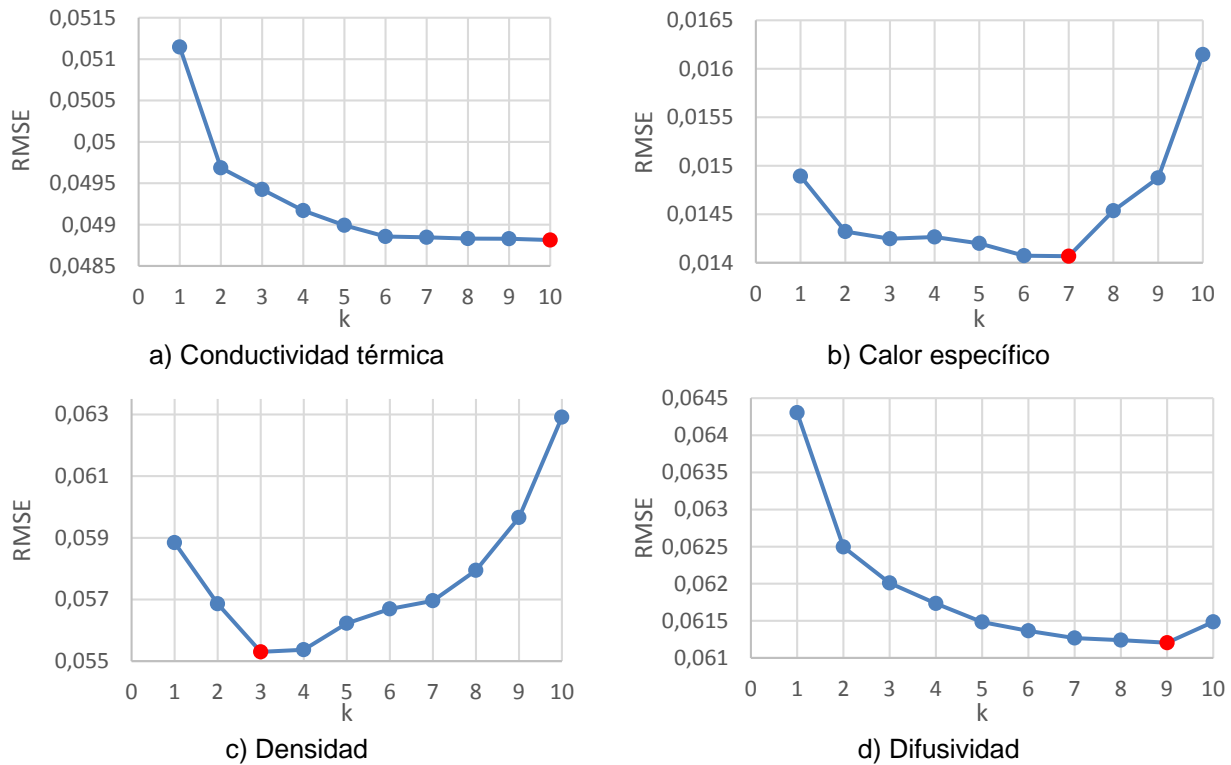 0,0515
0,051
0,0505
0,05
0,0495
0,049
0,0485
RMSE
0 1 2 3 4 5 6 7 8 9 10
k
a) Conductividad térmica
0,0165
0,016
0,0155
0,015
0,0145
0,014
RMSE
0 1 2 3 4 5 6 7 8 9 10
k
b) Calor específico
0,063
0,061
0,059
0,057
0,055
RMSE
0 1 2 3 4 5 6 7 8 9 10
k
c) Densidad
0,0645
0,064
0,0635
0,063
0,0625
0,062
0,0615
0,061
RMSE
0 1 2 3 4 5 6 7 8 9 10
k
d) Difusividad